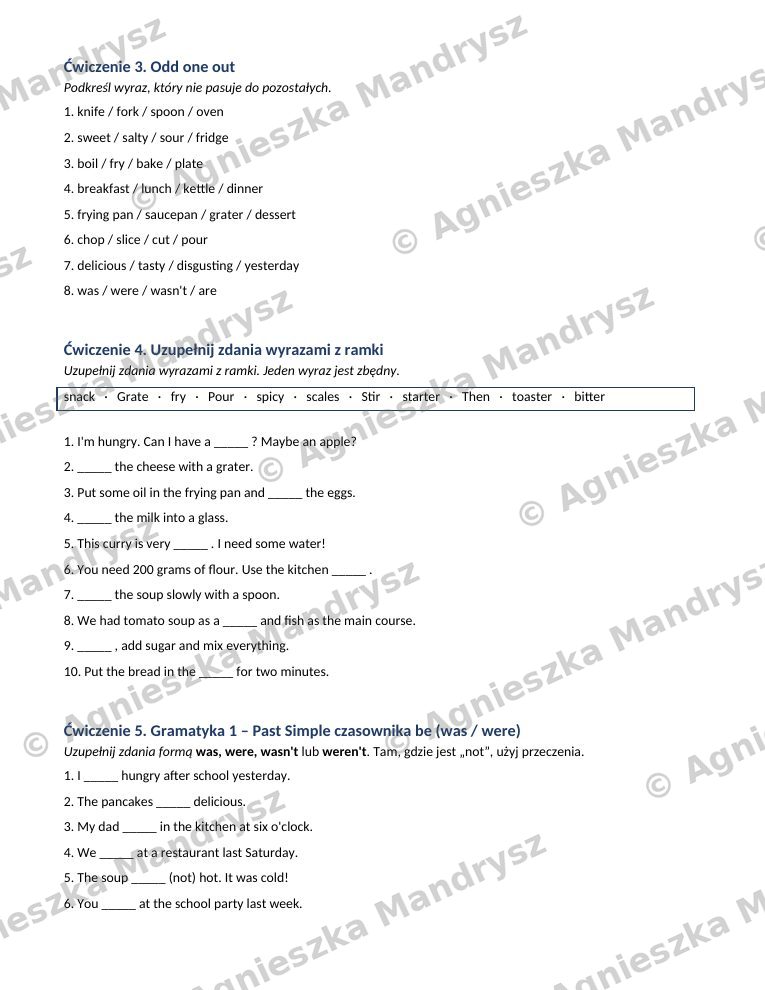 Ćwiczenie 3. Odd one out
Podkreśl wyraz, który nie pasuje do pozostałych.
1. knife / fork / spoon / oven
2. sweet / salty / sour / fridge
3. boil / fry / bake / plate
4. breakfast / lunch / kettle / dinner
5. frying pan / saucepan / grater / dessert
6. chop / slice / cut / pour
7. delicious / tasty / disgusting / yesterday
8. was / were / wasn't / are
Ćwiczenie 4. Uzupełnij zdania wyrazami z ramki
Uzupełnij zdania wyrazami z ramki. Jeden wyraz jest zbędny.
snack · Grate · fry · Pour · spicy · scales · Stir · starter · Then · toaster · bitter
1. I'm hungry. Can I have a _____ ? Maybe an apple?
2. _____ the cheese with a grater.
3. Put some oil in the frying pan and _____ the eggs.
4. _____ the milk into a glass.
5. This curry is very _____ . I need some water!
6. You need 200 grams of flour. Use the kitchen _____ .
7. _____ the soup slowly with a spoon.
8. We had tomato soup as a _____ and fish as the main course.
9. _____ , add sugar and mix everything.
10. Put the bread in the _____ for two minutes.
Ćwiczenie 5. Gramatyka 1 – Past Simple czasownika be (was / were)
Uzupełnij zdania formą was, were, wasn't lub weren't. Tam, gdzie jest „not”, użyj przeczenia.
1. I _____ hungry after school yesterday.
2. The pancakes _____ delicious.
3. My dad _____ in the kitchen at six o'clock.
4. We _____ at a restaurant last Saturday.
5. The soup _____ (not) hot. It was cold!
6. You _____ at the school party last week.
© Agnieszka Mandrysz